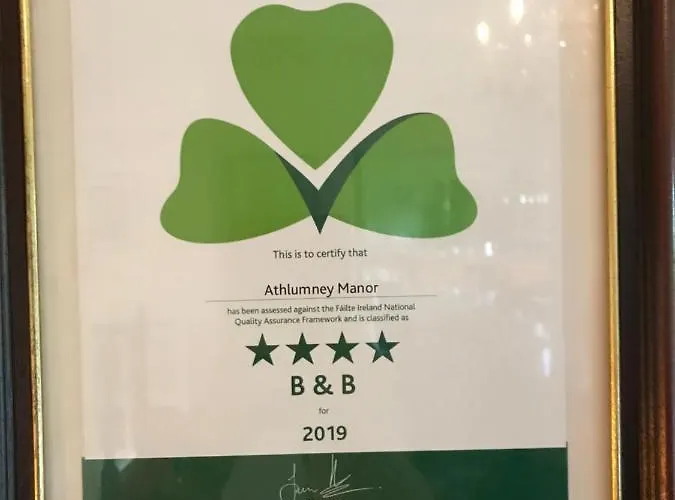 This is to certify that
Athlumney Manor
has been assessed against the Fáilte Ireland National
Quality Assurance Framework and is classified as
B & B
for
2019